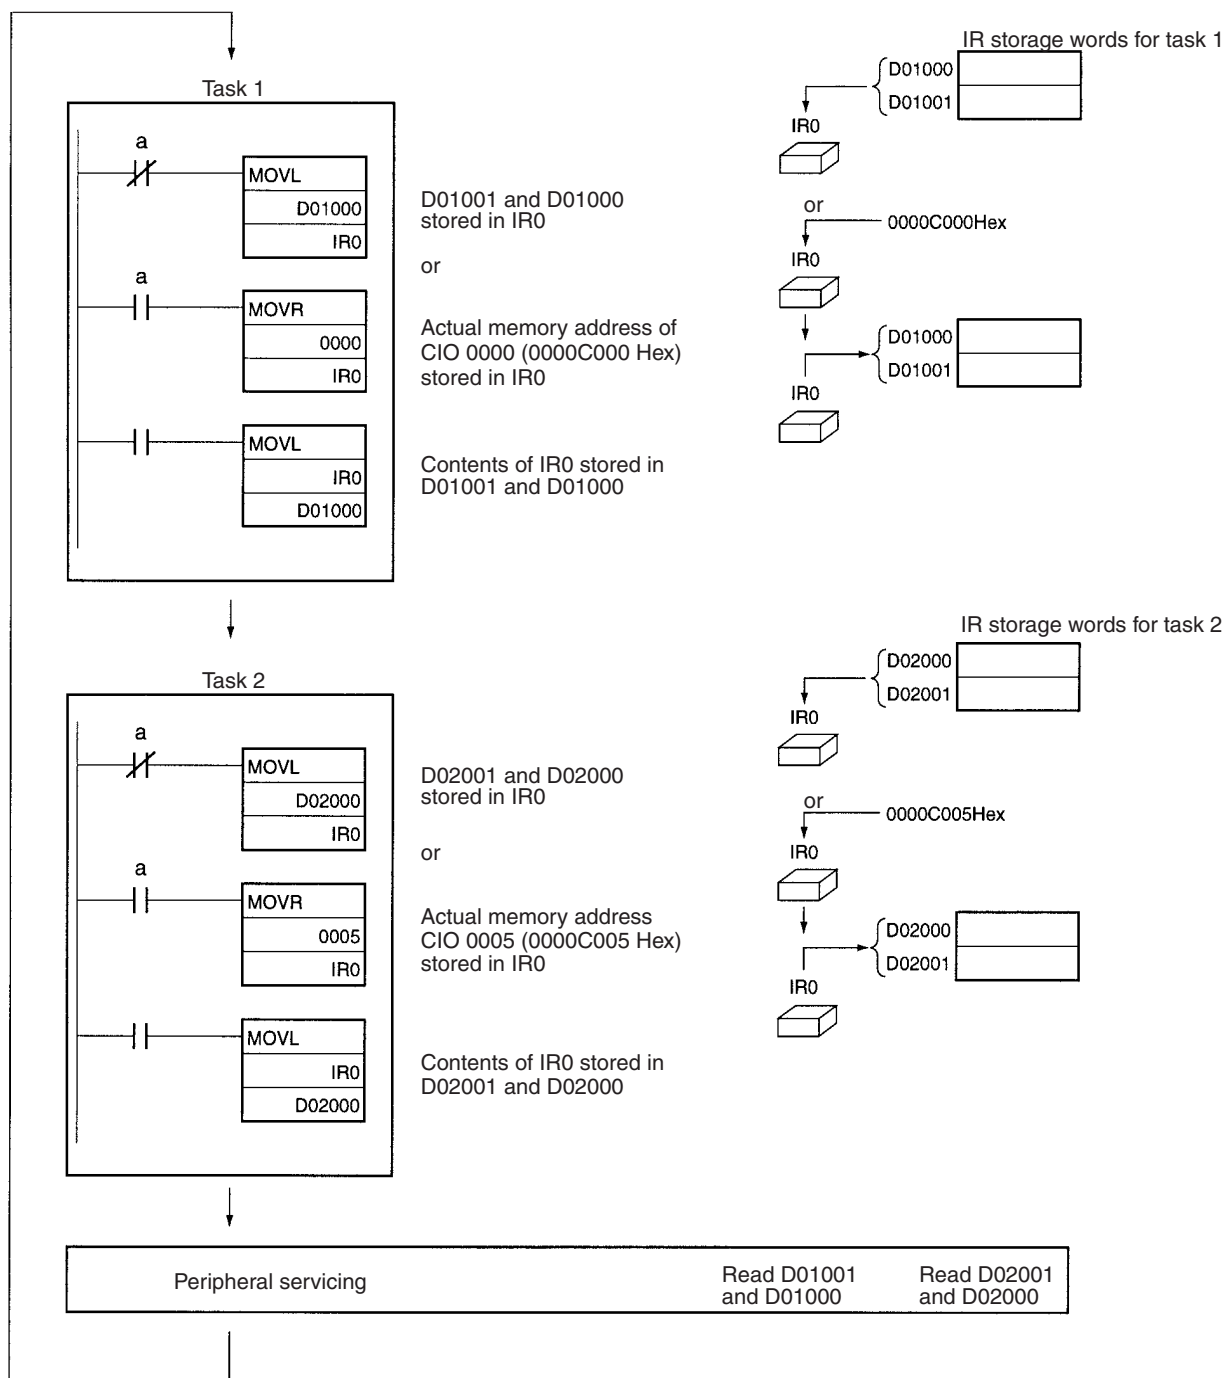 IR storage words for task 1
Task 1
D01000
D01001
IR0
a
MOVL
D01000
IR0
D01001 and D01000
stored in IR0
or
0000C000Hex
IR0
or
a
MOVR
0000
IR0
Actual memory address of
CIO 0000 (0000C000 Hex)
stored in IR0
D01000
D01001
IR0
MOVL
IR0
D01000
Contents of IR0 stored in
D01001 and D01000
IR storage words for task 2
Task 2
D02000
D02001
IR0
a
MOVL
D02000
IR0
D02001 and D02000
stored in IR0
or
0000C005Hex
IR0
or
a
MOVR
0005
IR0
Actual memory address
CIO 0005 (0000C005 Hex)
stored in IR0
D02000
D02001
IR0
MOVL
IR0
D02000
Contents of IR0 stored in
D02001 and D02000
Peripheral servicing
Read D01001
and D01000
Read D02001
and D02000